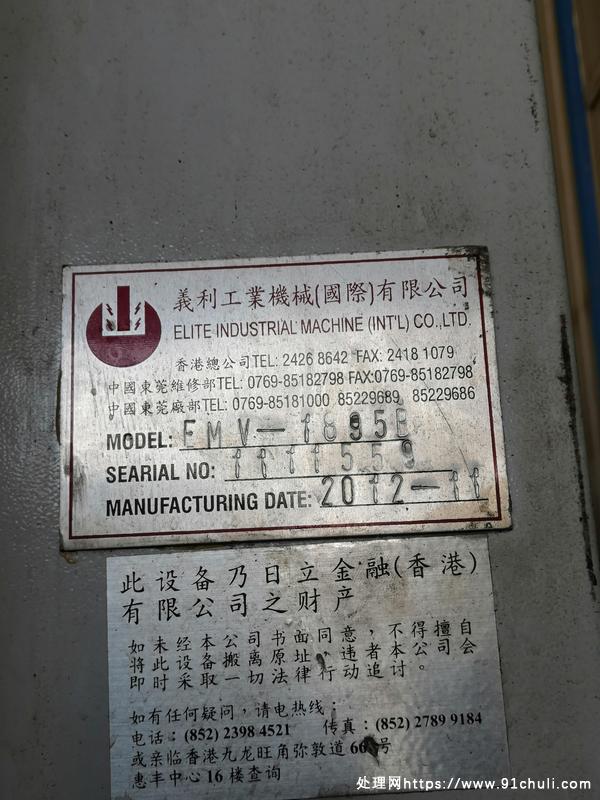 義利工業機械(國際)有限公司
ELITE INDUSTRIAL MACHINE (INT'L) CO.,LTD.
香港總公司TEL: 2426 8642 FAX: 2418 1079
中國東莞維修部TEL: 0769-85182798 FAX:0769-85182798
中國東莞廠部TEL: 0769-85181000 85229689 85229686
MODEL:
SEARIAL NO: 1111559
MANUFACTURING DATE: 2012-11
此设备乃日立金融(香港)
有限公司之财产
如未经本公司书面同意,不得擅自
将此设备搬离原址,违者本公司会
即时采取一切法律行动追讨。
如有任何疑问,请电热线:
电话:(852) 2398 4521 传真:(852) 2789 9184
或亲临香港九龙旺角弥敦道 号
惠丰中心 16 楼查询
处理网https://www.91chuli.com